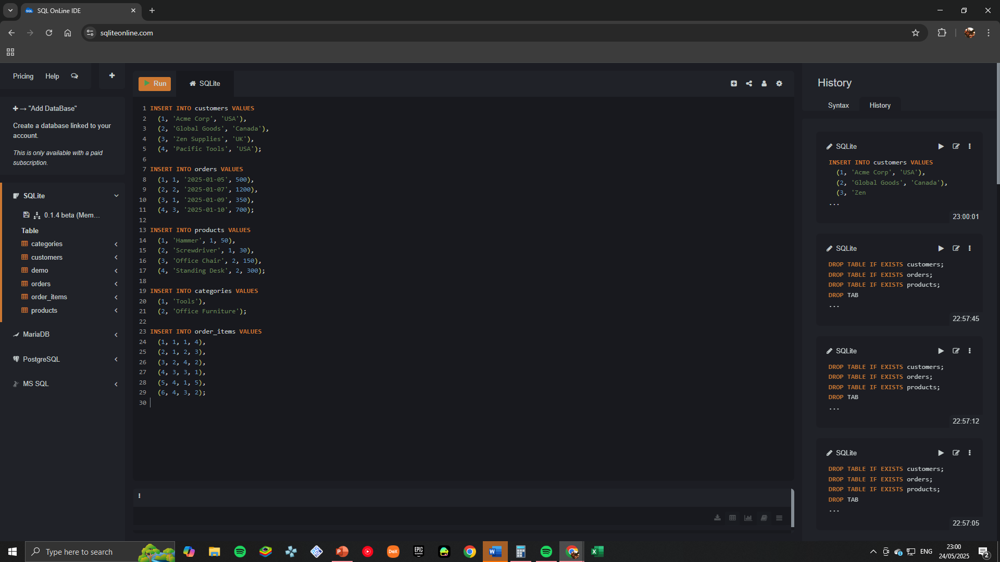 SQL OnLine IDE
sqliteonline.com
Pricing
Help
"Add DataBase"
Create a database linked to your
account.
This is only available with a paid
subscription.
SQLite
0.1.4 beta (Mem...
Table
categories
customers
demo
orders
order_items
products
MariaDB
PostgreSQL
MS SQL
Run
SQLite
1 INSERT INTO customers VALUES
2 (1, 'Acme Corp', 'USA'),
3 (2, 'Global Goods', 'Canada'),
4 (3, 'Zen Supplies', 'UK'),
5 (4, 'Pacific Tools', 'USA');
6
7 INSERT INTO orders VALUES
8 (1, 1, '2025-01-05', 500),
9 (2, 2, '2025-01-07', 1200),
10 (3, 1, '2025-01-09', 350),
11 (4, 3, '2025-01-10', 700);
12
13 INSERT INTO products VALUES
14 (1, 'Hammer', 1, 50),
15 (2, 'Screwdriver', 1, 30),
16 (3, 'Office Chair', 2, 150),
17 (4, 'Standing Desk', 2, 300);
18
19 INSERT INTO categories VALUES
20 (1, 'Tools'),
21 (2, 'Office Furniture');
22
23 INSERT INTO order_items VALUES
24 (1, 1, 1, 4),
25 (2, 1, 2, 3),
26 (3, 2, 4, 2),
27 (4, 3, 3, 1),
28 (5, 4, 1, 5),
29 (6, 4, 3, 2);
30
History
Syntax
History
SQLite
INSERT INTO customers VALUES
(1, 'Acme Corp', 'USA'),
(2, 'Global Goods', 'Canada'),
(3, 'Zen
...
23:00:01
SQLite
DROP TABLE IF EXISTS customers;
DROP TABLE IF EXISTS orders;
DROP TABLE IF EXISTS products;
DROP TAB
...
22:57:45
SQLite
DROP TABLE IF EXISTS customers;
DROP TABLE IF EXISTS orders;
DROP TABLE IF EXISTS products;
DROP TAB
...
22:57:12
SQLite
DROP TABLE IF EXISTS customers;
DROP TABLE IF EXISTS orders;
DROP TABLE IF EXISTS products;
DROP TAB
...
22:57:05
Type here to search
DeX
EPIC
GAMES
ENG
23:00
24/05/2025
2